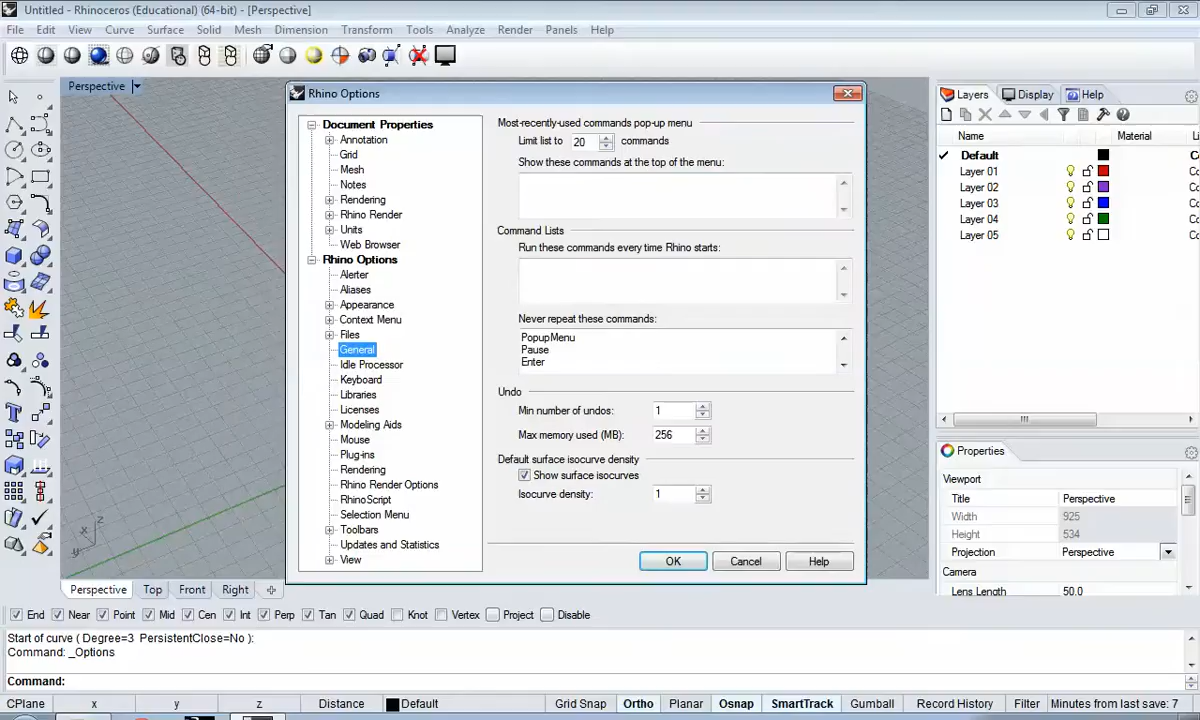 Untitled - Rhinoceros (Educational) (64-bit) - [Perspective]
File Edit View Curve Surface Solid Mesh Dimension Transform Tools Analyze Render Panels Help
Perspective
Rhino Options
Document Properties
Annotation
Grid
Mesh
Notes
Rendering
Rhino Render
Units
Web Browser
Rhino Options
Alerter
Aliases
Appearance
Context Menu
Files
General
Idle Processor
Keyboard
Libraries
Licenses
Modeling Aids
Mouse
Plug-ins
Rendering
Rhino Render Options
RhinoScript
Selection Menu
Toolbars
Updates and Statistics
View
Most-recently-used commands pop-up menu
Limit list to 20 commands
Show these commands at the top of the menu:
Command Lists
Run these commands every time Rhino starts:
Never repeat these commands:
PopupMenu
Pause
Enter
Undo
Min number of undos: 1
Max memory used (MB): 256
Default surface isocurve density
Show surface isocurves
Isocurve density: 1
OK Cancel Help
Layers Display Help
Name Material Li
Default
Layer 01
Layer 02
Layer 03
Layer 04
Layer 05
Properties
Viewport
Title Perspective
Width 925
Height 534
Projection Perspective
Camera
Lens Length 50.0
x y z
Perspective Top Front Right
End Near Point Mid Cen Int Perp Tan Quad Knot Vertex Project Disable
Start of curve ( Degree=3 PersistentClose=No ):
Command: _Options
Command:
CPlane x y z Distance Default Grid Snap Ortho Planar Osnap SmartTrack Gumball Record History Filter Minutes from last save: 7